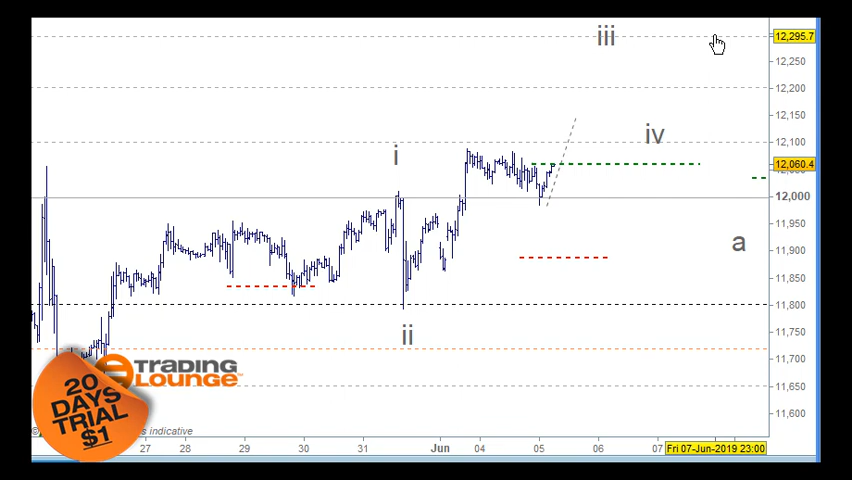 iii
12,295.7
12,250
12,200
12,150
iv
12,100
i
12,060.4
12,000
11,950
a
11,900
11,850
11,800
ii
11,750
11,700
TRADING
LOUNGE
11,650
20
DAYS
TRIAL
$1
11,600
s indicative
27 28 29 30 31 Jun 04 05 06 07 Fri 07-Jun-2019 23:00